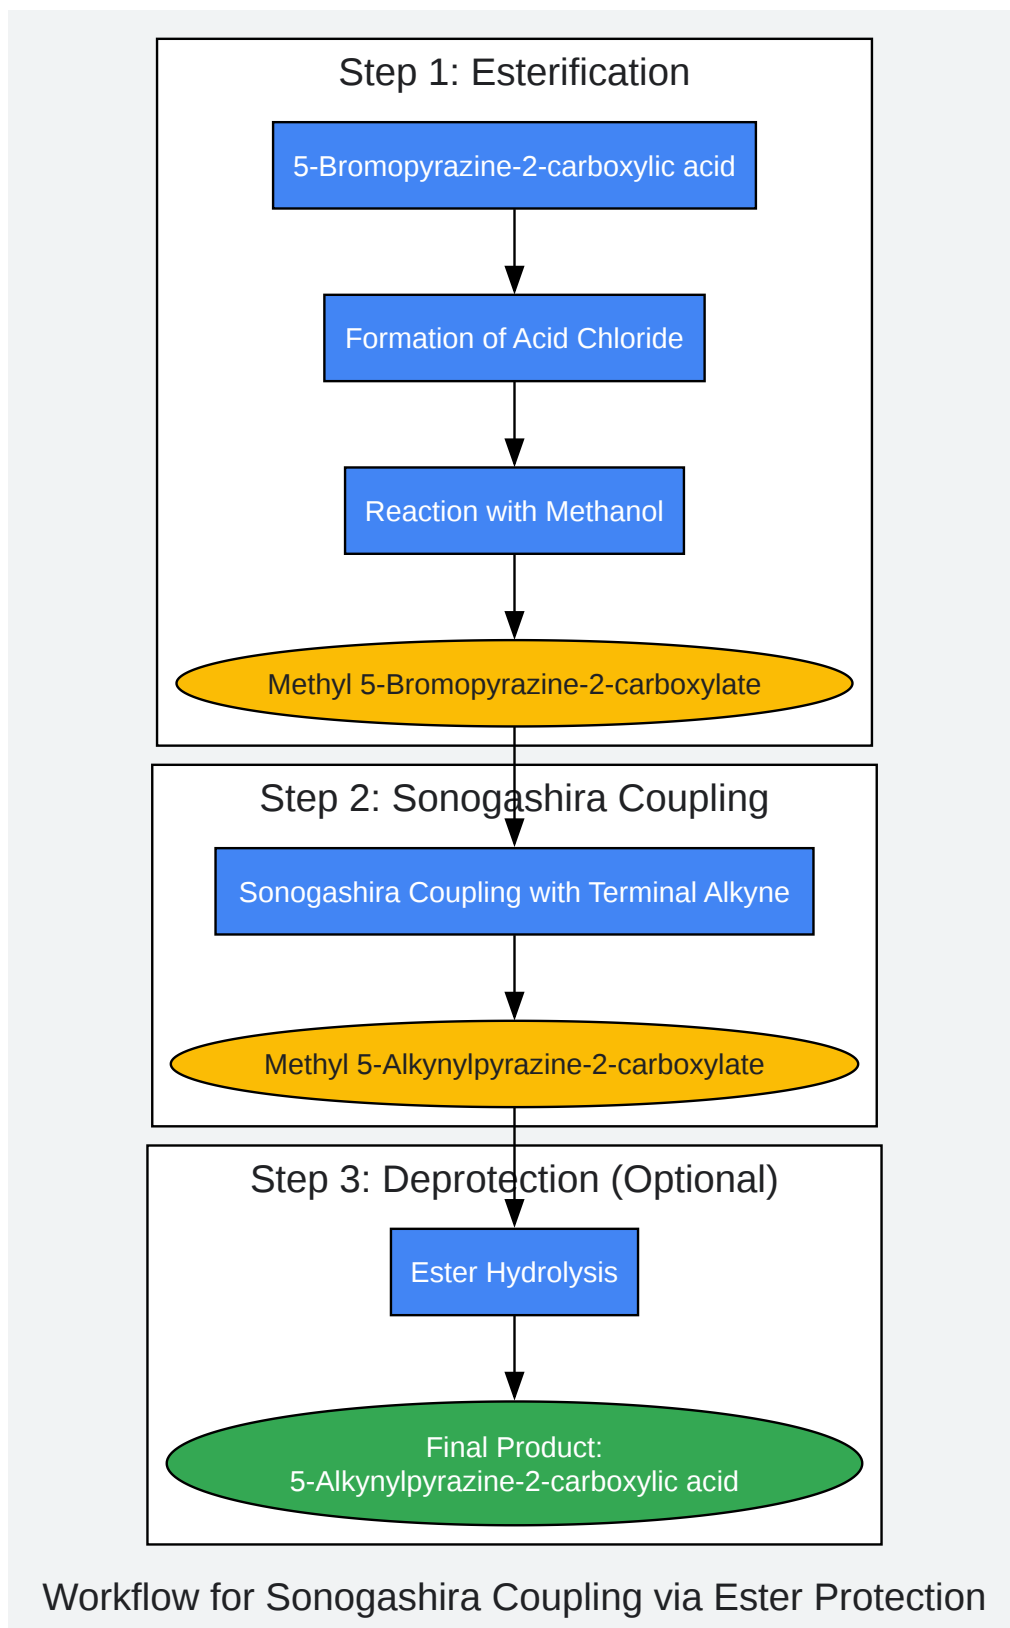 Step 1: Esterification
5-Bromopyrazine-2-carboxylic acid
Formation of Acid Chloride
Reaction with Methanol
Methyl 5-Bromopyrazine-2-carboxylate
Step 2: Sonogashira Coupling
Sonogashira Coupling with Terminal Alkyne
Methyl 5-Alkynylpyrazine-2-carboxylate
Step 3: Deprotection (Optional)
Ester Hydrolysis
Final Product:
5-Alkynylpyrazine-2-carboxylic acid
Workflow for Sonogashira Coupling via Ester Protection